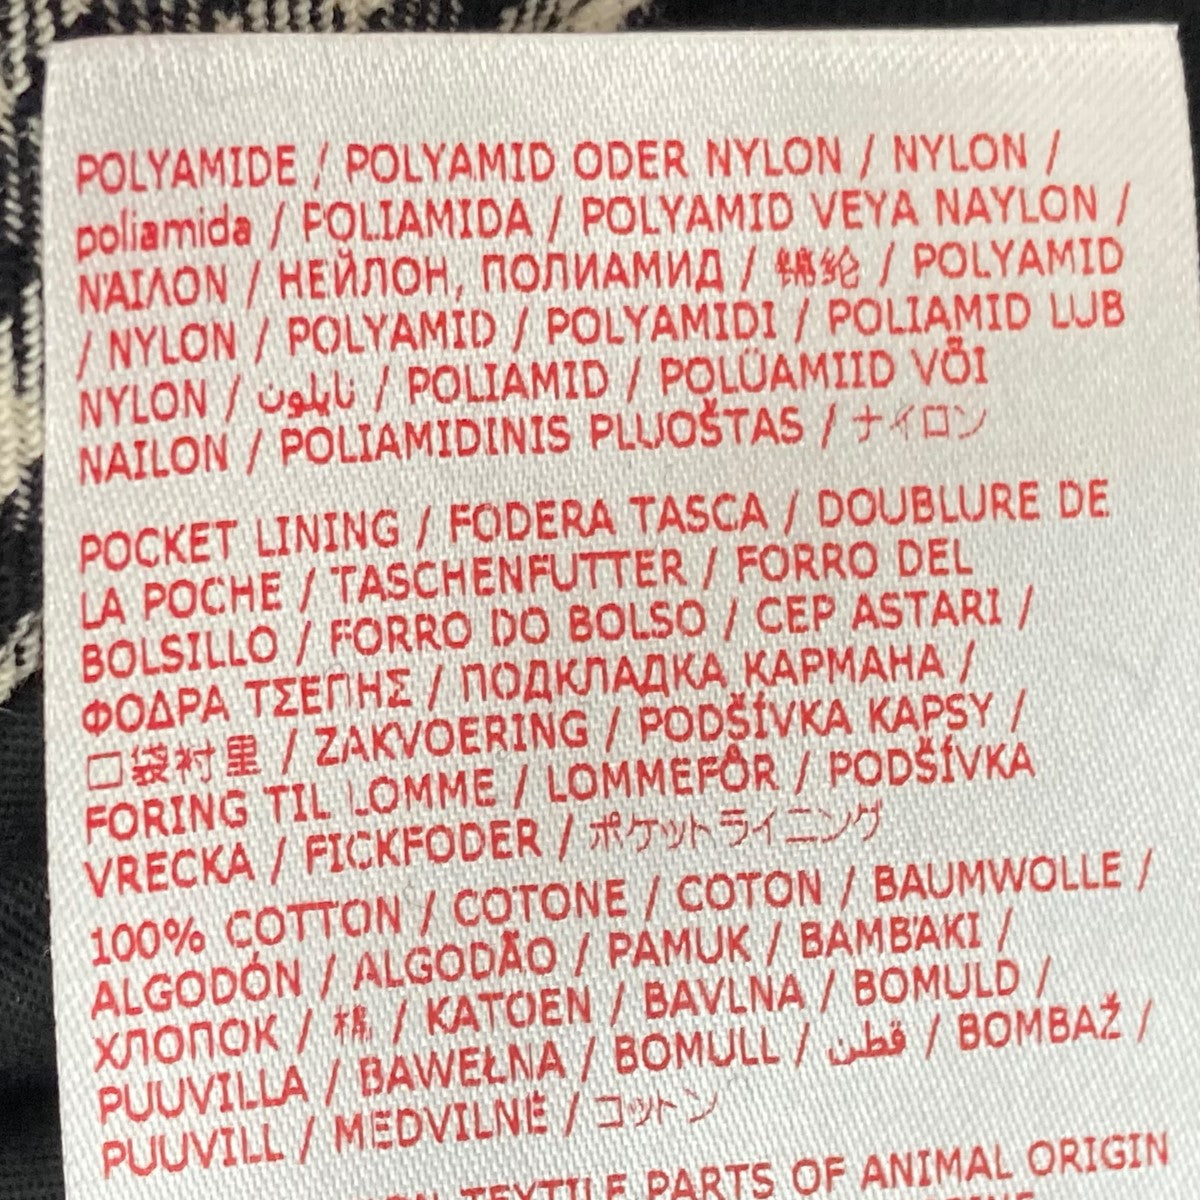 POLYAMIDE / POLYAMID ODER NYLON / NYLON /
poliamida / POLIAMIDA / POLYAMID VEYA NAYLON /
N'AIΛON / НЕЙЛОН, ПОЛИАМИД / 锦纶 / POLYAMID
/ NYLON / POLYAMID / POLYAMIDI / POLIAMID LUB
NYLON / نايلون / POLIAMID / POLÜAMIID VÕI
NAILON / POLIAMIDINIS PLUOŠTAS / ナイロン
POCKET LINING / FODERA TASCA / DOUBLURE DE
LA POCHE / TASCHENFUTTER / FORRO DEL
BOLSILLO / FORRO DO BOLSO / CEP ASTARI /
ΦΟΔΡΑ ΤΣΕΠΗΣ / ПОДКЛАДКА КАРМАНА /
口袋衬里 / ZAKVOERING / PODŠÍVKA KAPSY /
FORING TIL LOMME / LOMMEFÔR / PODŠÍVKA
VRECKA / FICKFODER / ポケットライニング
100% COTTON / COTONE / COTON / BAUMWOLLE /
ALGODÓN / ALGODÃO / PAMUK / BAMB'AKI /
ХЛОПОК / 棉 / KATOEN / BAVLNA / BOMULD /
PUUVILLA / BAWEŁNA / BOMULL / قطن / BOMBAŽ /
PUUVILL / MEDVILNĖ / コットン
TEXTILE PARTS OF ANIMAL ORIGIN